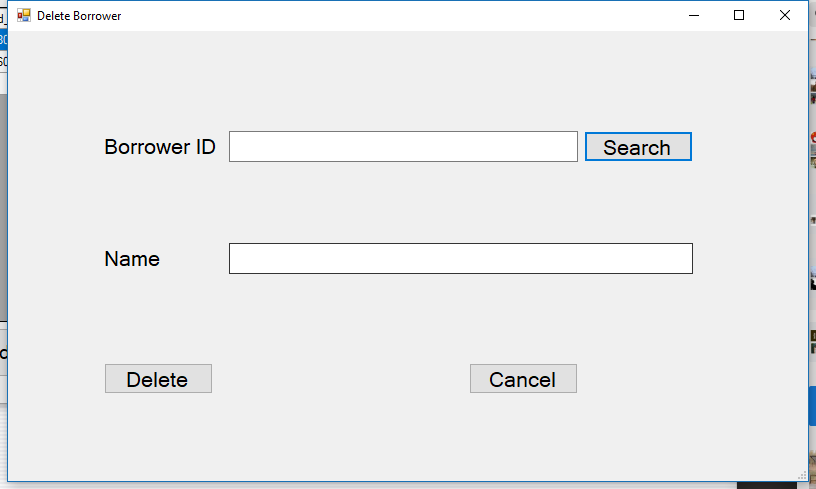 Delete Borrower
Borrower ID
Search
Name
Delete
Cancel